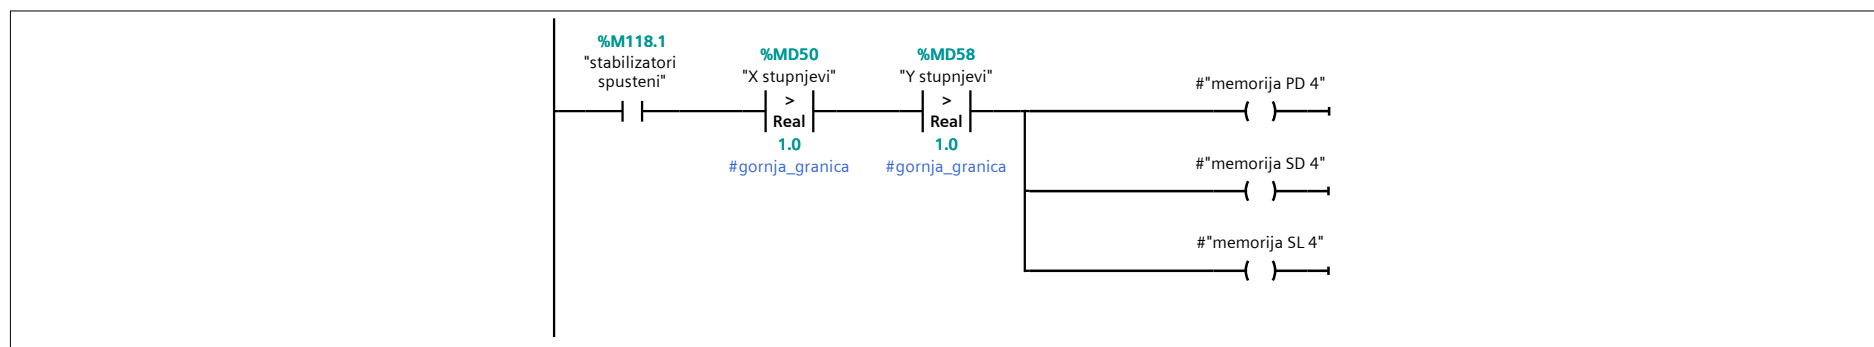 %M118.1
"stabilizatori
spusteni"
%MD50
"X stupnjevi"
>
Real
1.0
#gornja_granica
%MD58
"Y stupnjevi"
>
Real
1.0
#gornja_granica
#"memorija PD 4"
#"memorija SD 4"
#"memorija SL 4"